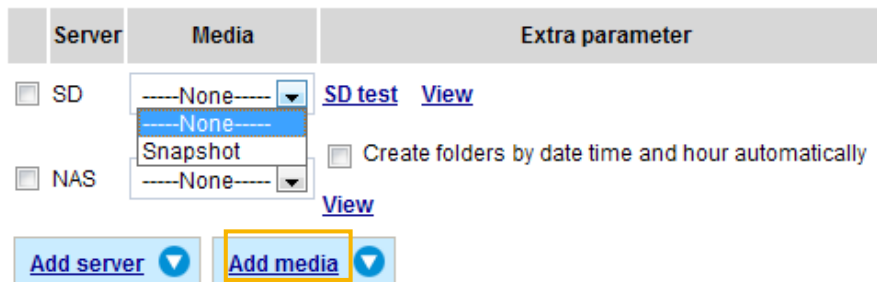 Server Media Extra parameter
SD -----None----- SD test View
-----None-----
Snapshot
Create folders by date time and hour automatically
NAS -----None-----
View
Add server Add media